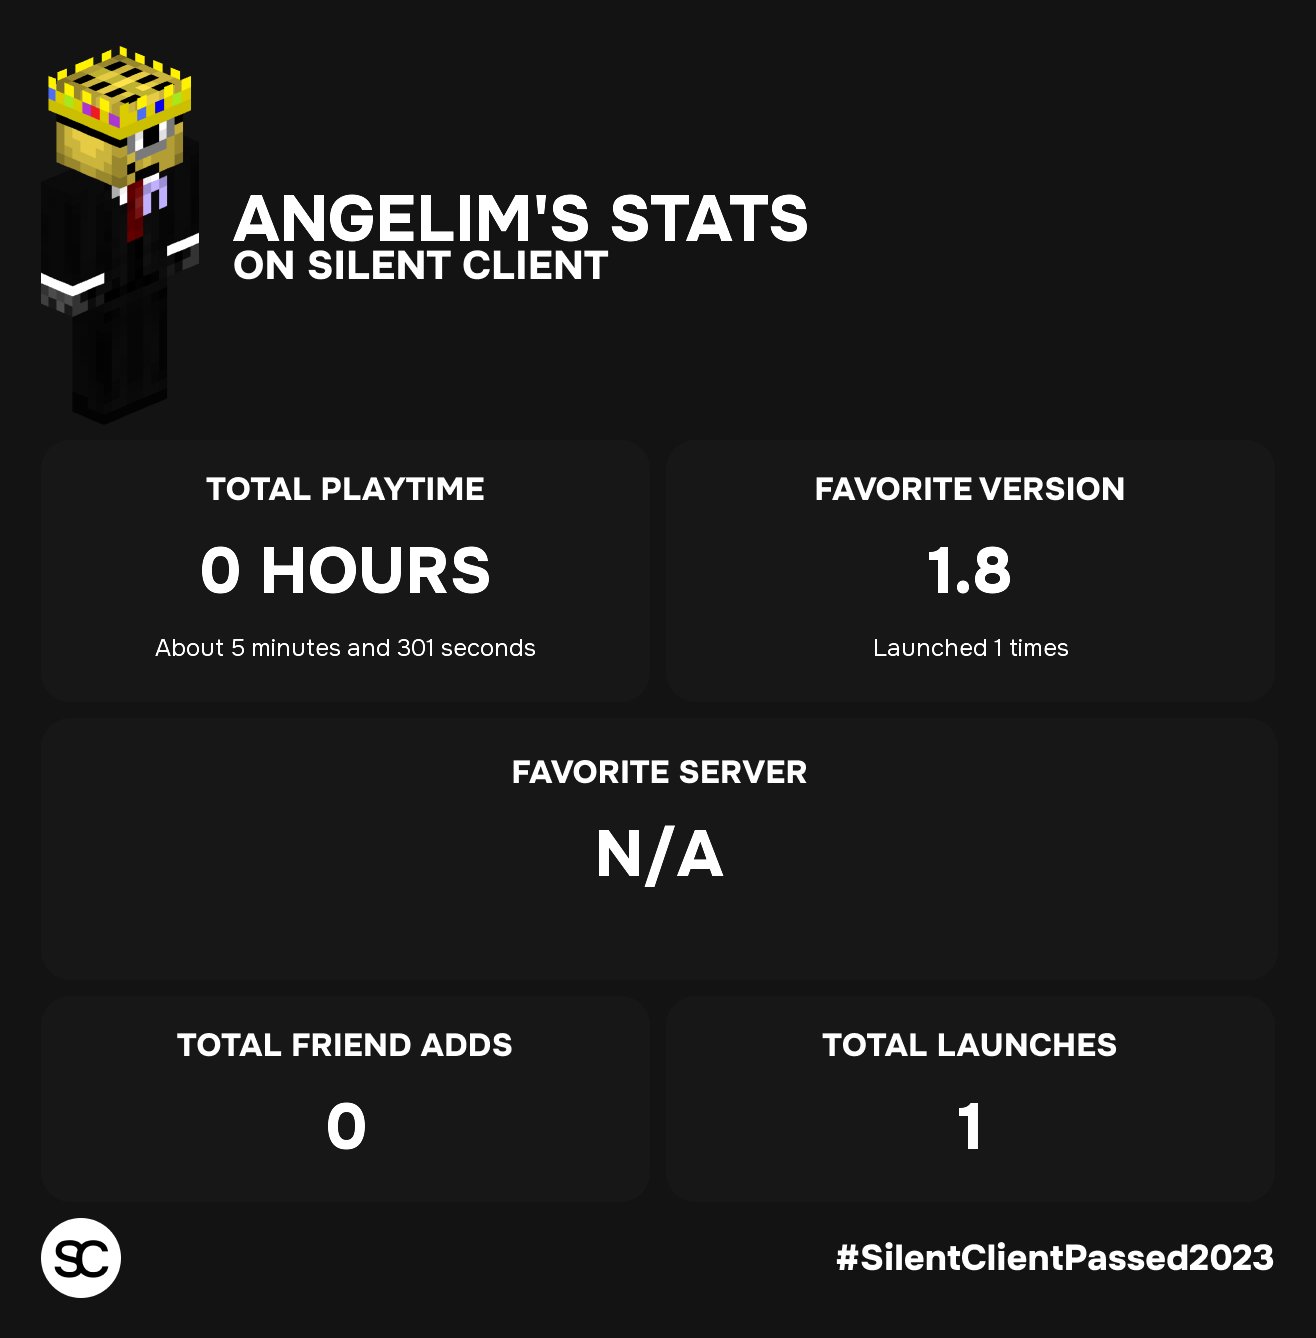 ANGELIM'S STATS
ON SILENT CLIENT
TOTAL PLAYTIME
0 HOURS
About 5 minutes and 301 seconds
FAVORITE VERSION
1.8
Launched 1 times
FAVORITE SERVER
N/A
TOTAL FRIEND ADDS
0
TOTAL LAUNCHES
1
SC
#SilentClientPassed2023